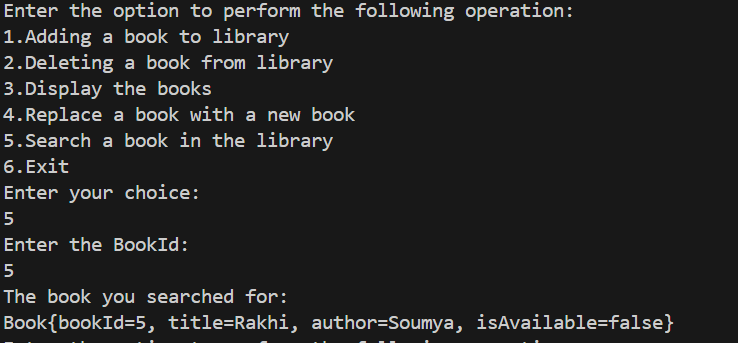 Enter the option to perform the following operation:
1.Adding a book to library
2.Deleting a book from library
3.Display the books
4.Replace a book with a new book
5.Search a book in the library
6.Exit
Enter your choice:
5
Enter the BookId:
5
The book you searched for:
Book{bookId=5, title=Rakhi, author=Soumya, isAvailable=false}